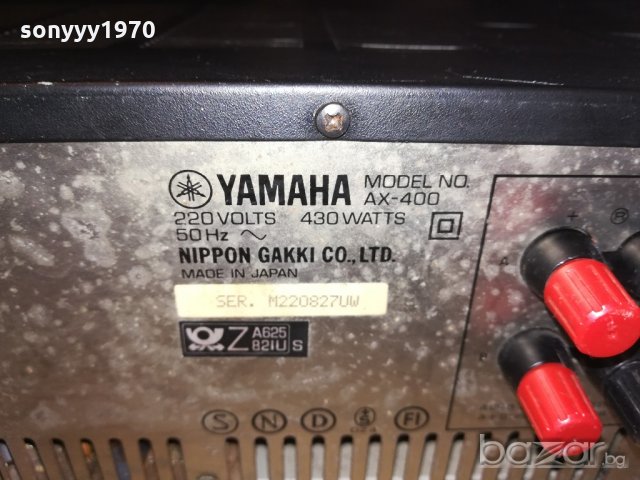 sonyyy1970
YAMAHA MODEL NO. AX-400
220 VOLTS 430 WATTS
50 Hz ~
NIPPON GAKKI CO., LTD.
MADE IN JAPAN
SER. M220827UW
Z A625 821U S
+ R
A
B
S N D FI
bazar.bg